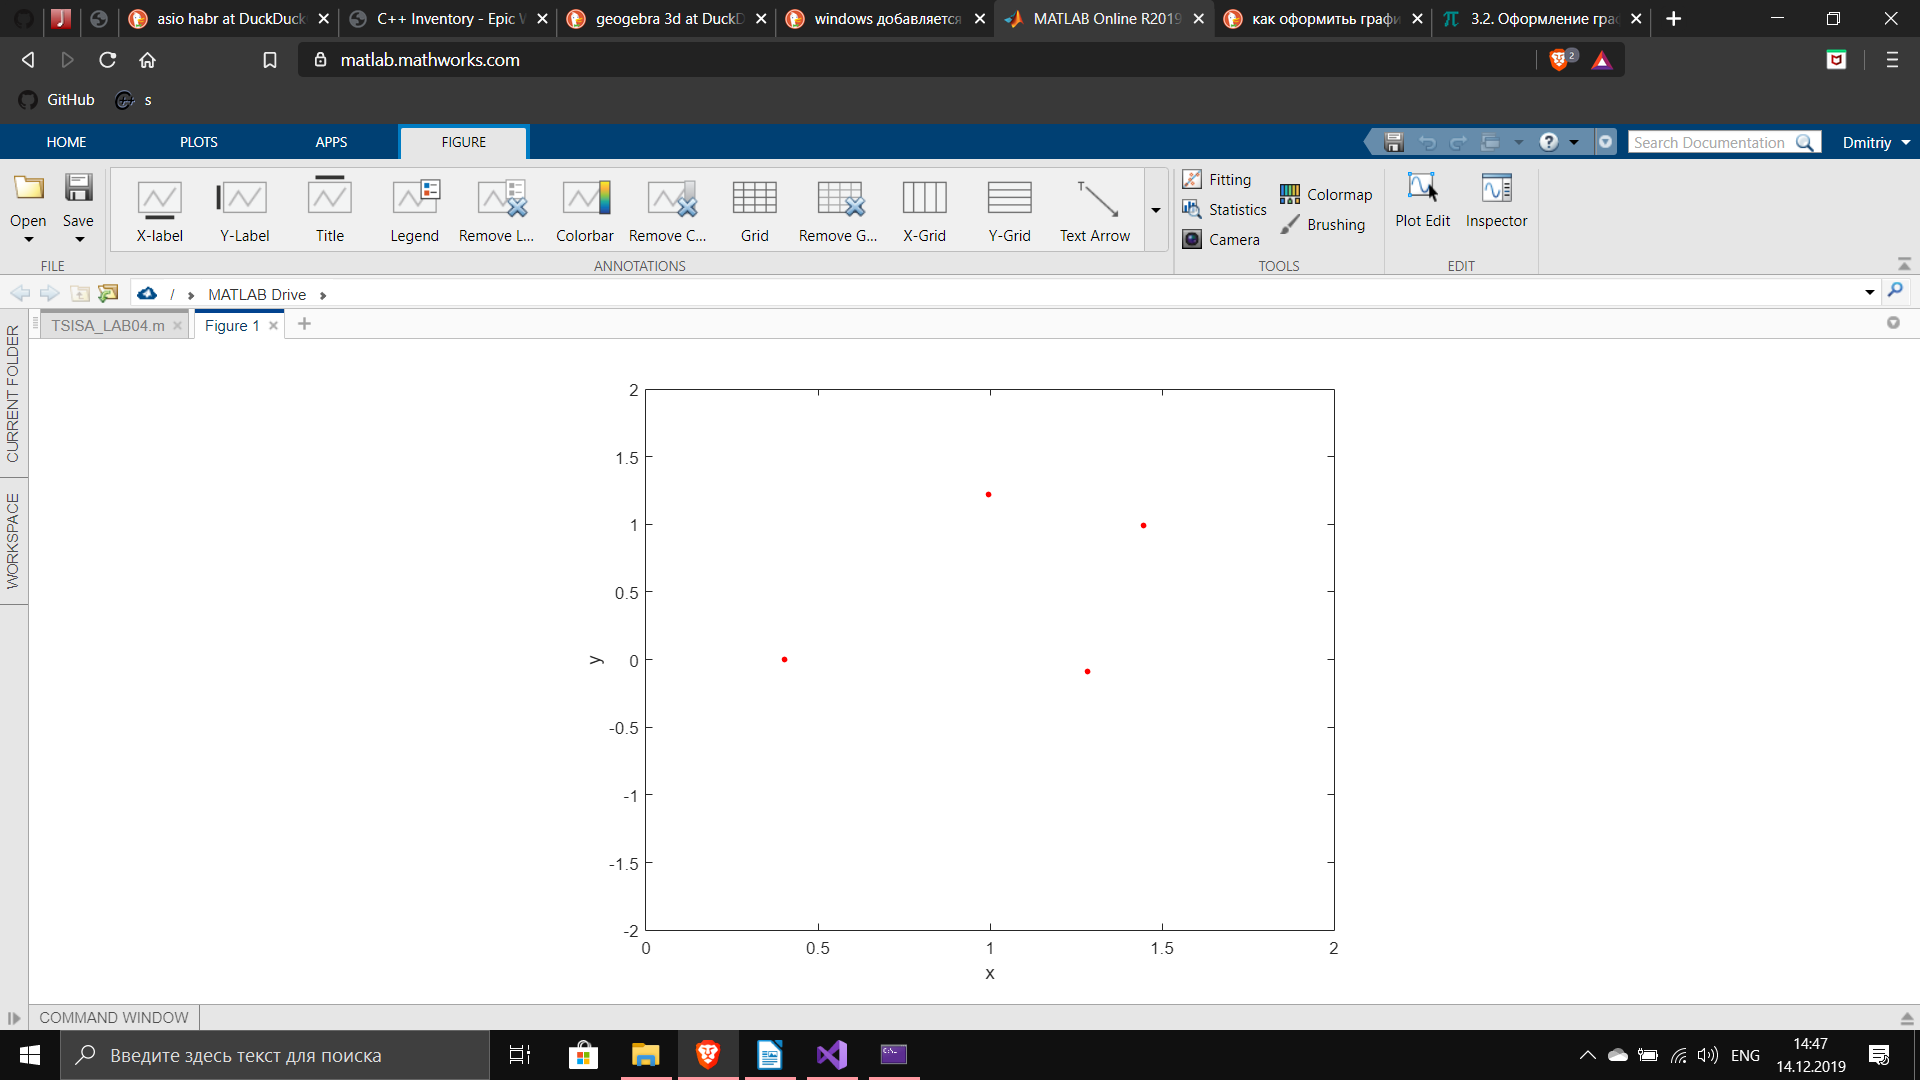 asio habr at DuckDuck
C++ Inventory - Epic W
geogebra 3d at DuckD
windows добавляется
MATLAB Online R2019
как оформитьь графи
3.2. Оформление гра
matlab.mathworks.com
2
GitHub
s
HOME
PLOTS
APPS
FIGURE
Search Documentation
Dmitriy
Open
Save
X-label
Y-Label
Title
Legend
Remove L...
Colorbar
Remove C...
Grid
Remove G...
X-Grid
Y-Grid
Text Arrow
Fitting
Statistics
Camera
Colormap
Brushing
Plot Edit
Inspector
FILE
ANNOTATIONS
TOOLS
EDIT
/
MATLAB Drive
TSISA_LAB04.m
Figure 1
CURRENT FOLDER
WORKSPACE
2
1.5
1
0.5
0
-0.5
-1
-1.5
-2
y
0
0.5
1
1.5
2
x
COMMAND WINDOW
Введите здесь текст для поиска
ENG
14:47
14.12.2019